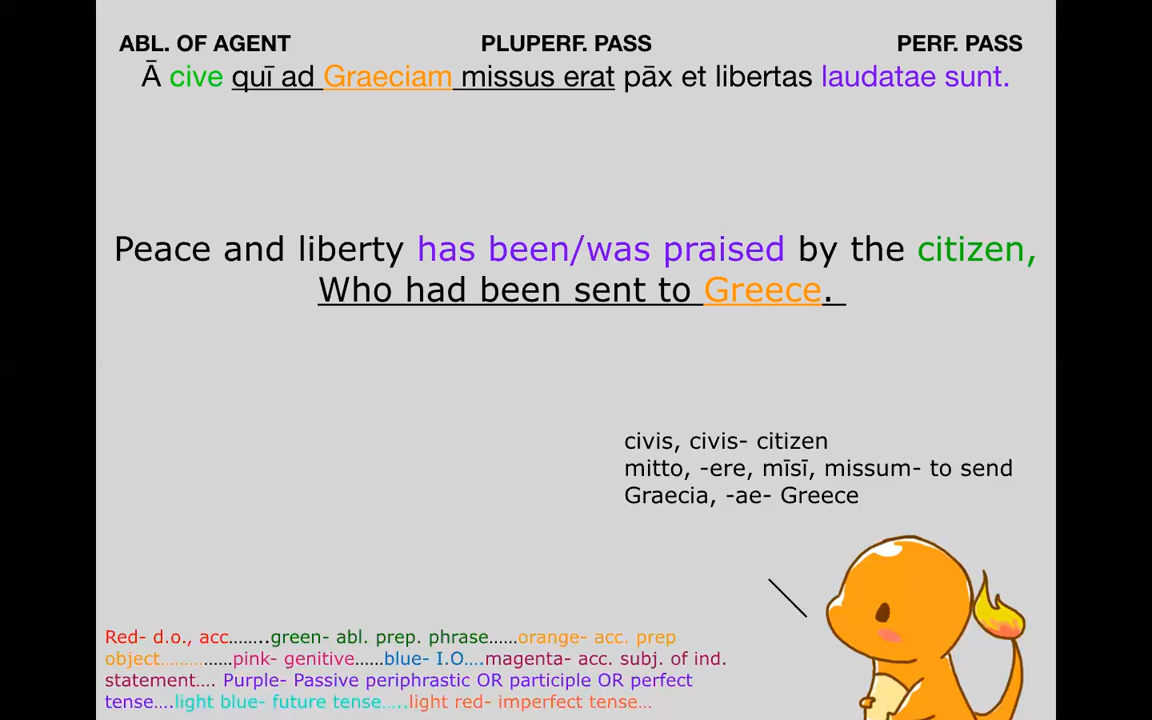 ABL. OF AGENT PLUPERF. PASS PERF. PASS
Ā cive quī ad Graeciam missus erat pāx et libertas laudatae sunt.
Peace and liberty has been/was praised by the citizen,
Who had been sent to Greece.
civis, civis- citizen
mitto, -ere, mīsī, missum- to send
Graecia, -ae- Greece
Red- d.o., acc........green- abl. prep. phrase......orange- acc. prep
object...............pink- genitive......blue- I.O....magenta- acc. subj. of ind.
statement.... Purple- Passive periphrastic OR participle OR perfect
tense....light blue- future tense.....light red- imperfect tense...